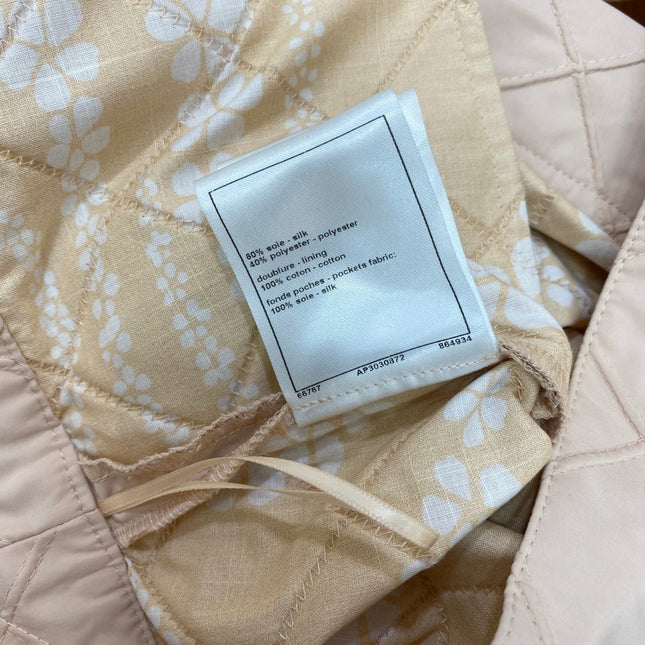 60% soie - silk
40% polyester - polyester
doublure - lining
100% coton - cotton
fonds poches - pockets fabric:
100% soie - silk
66767 AP3030872 B64934